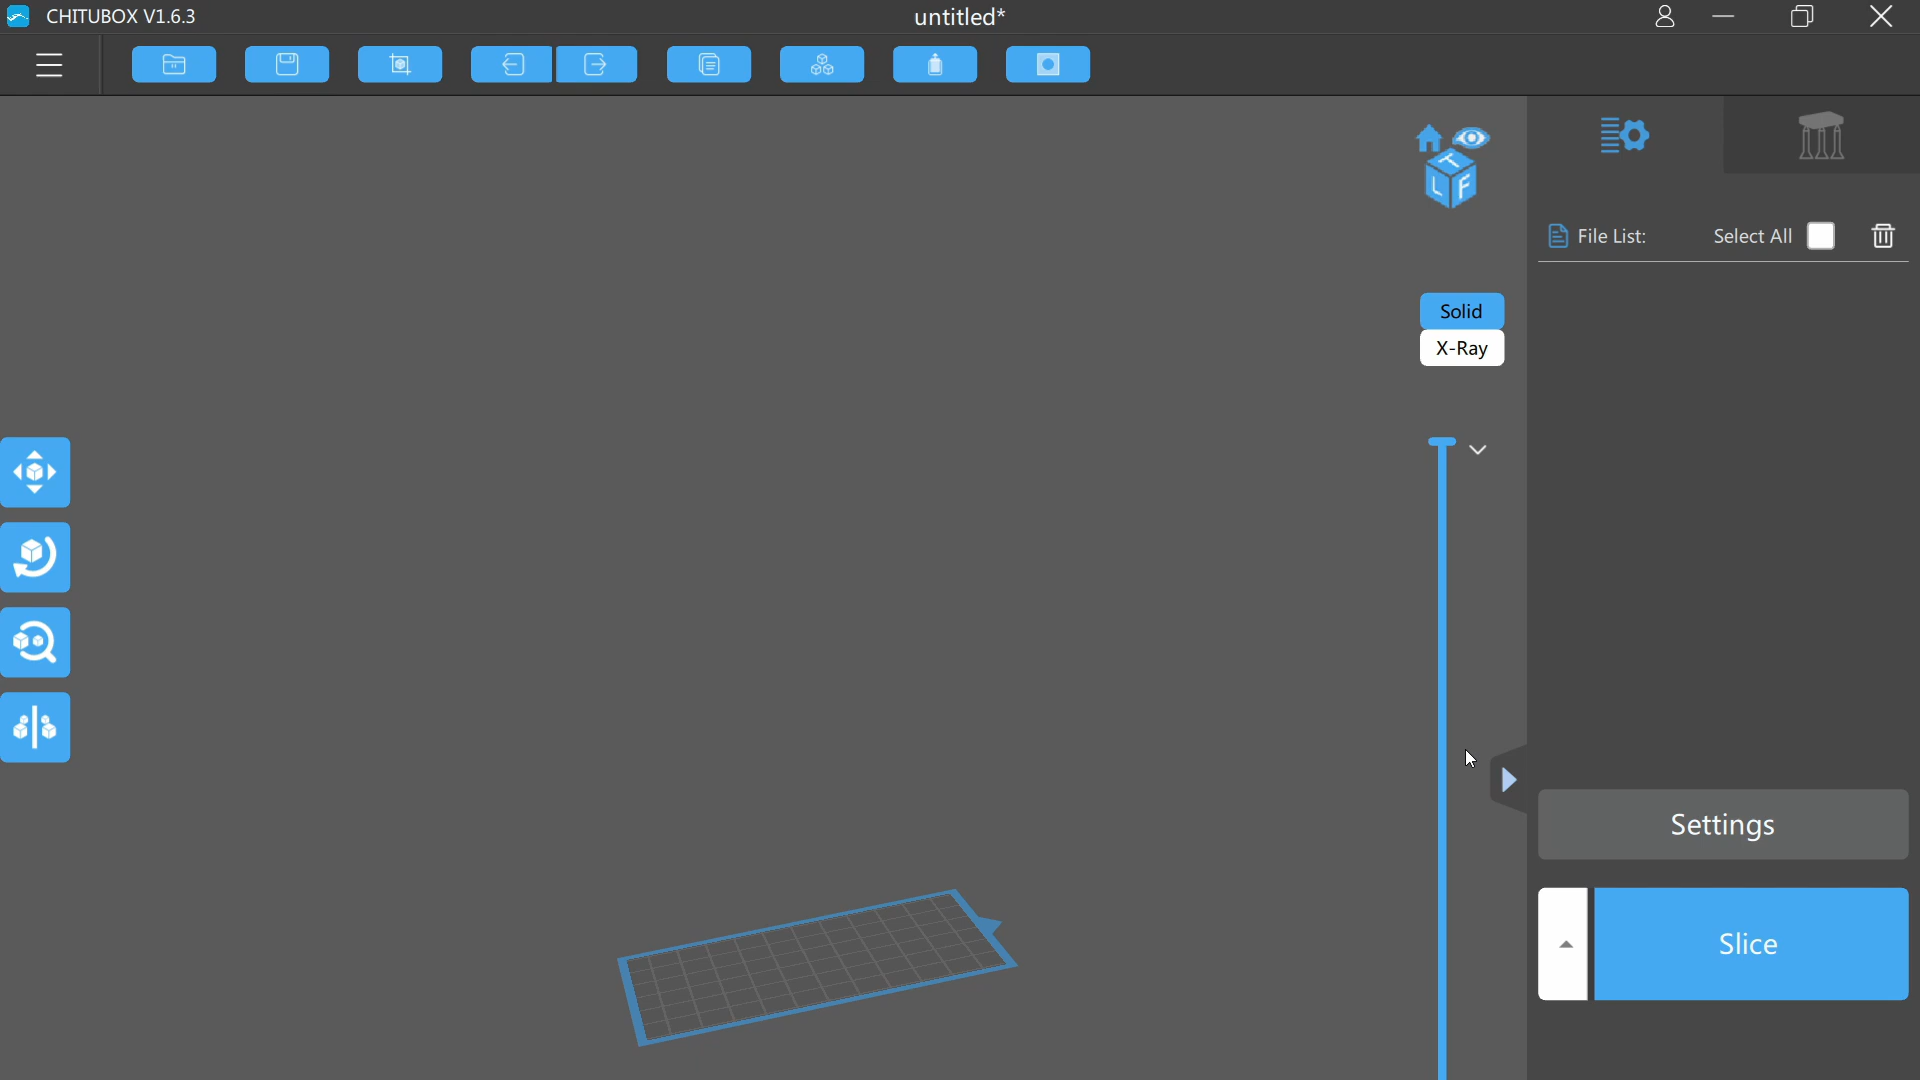 CHITUBOX V1.6.3
untitled*
T
L F
File List:
Select All
Solid
X-Ray
Settings
Slice